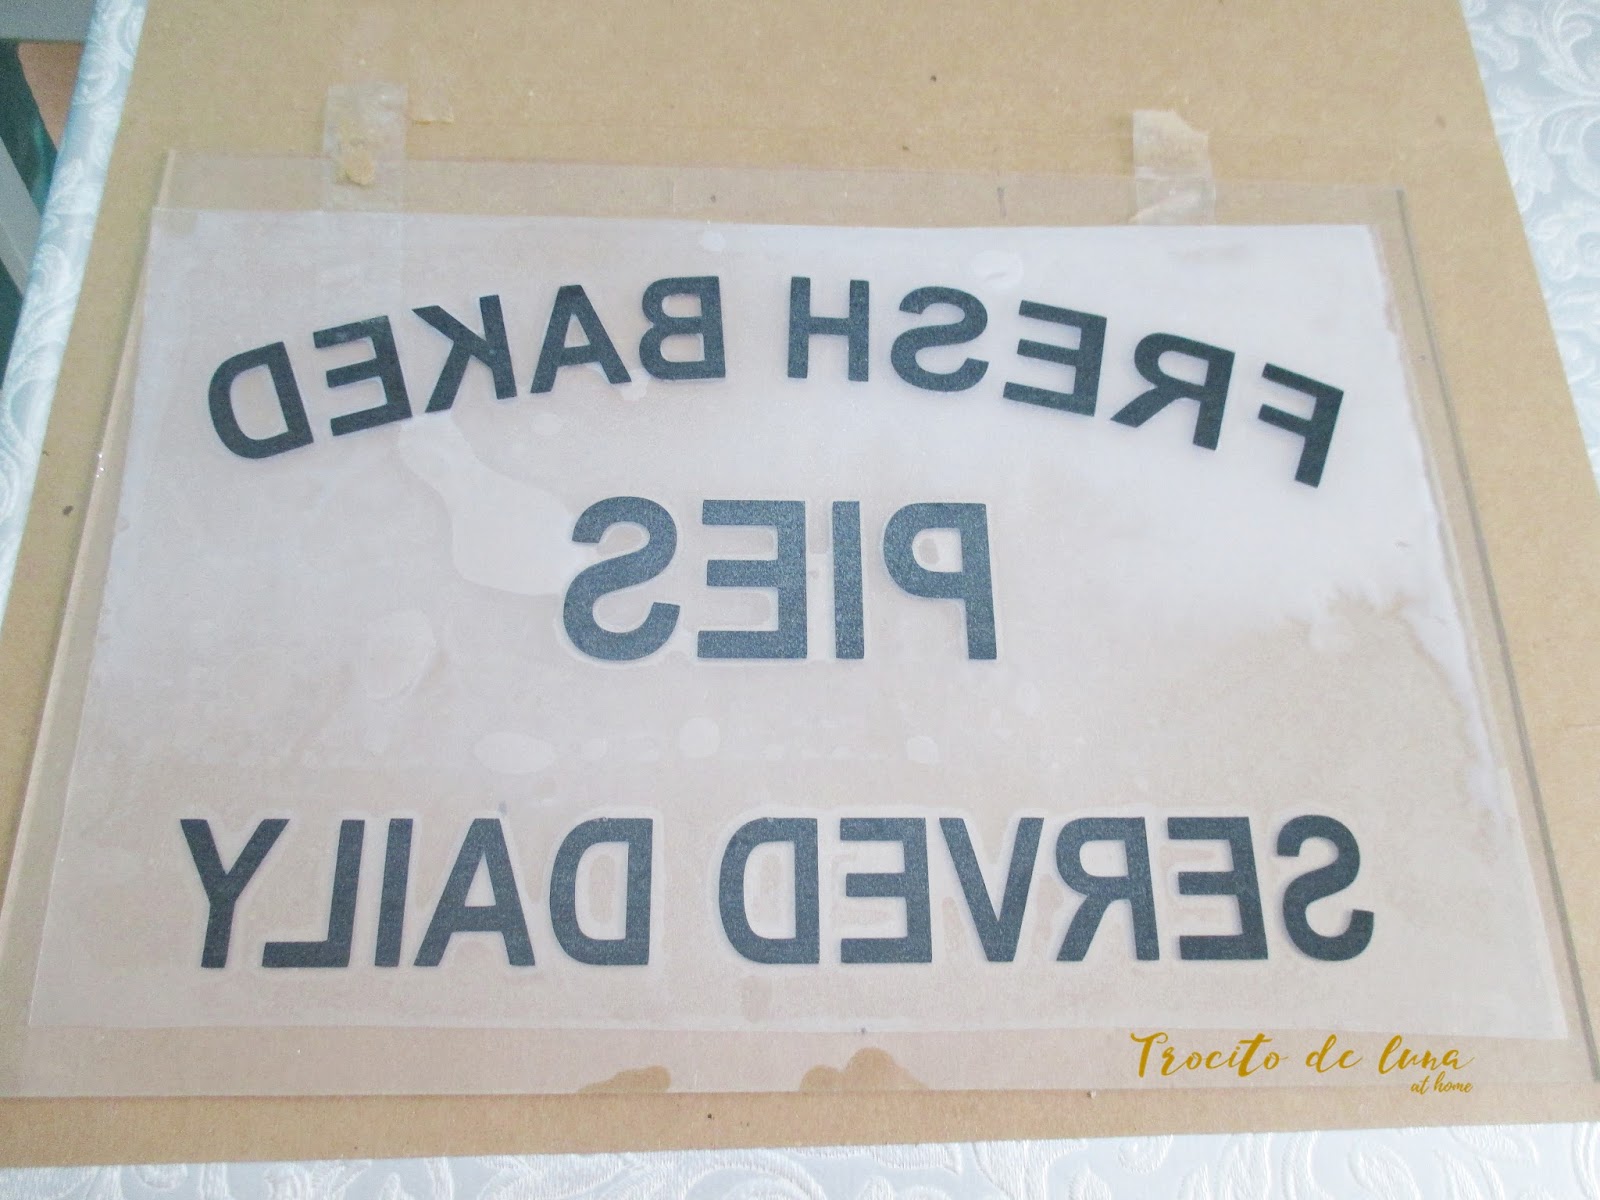 FRESH BAKED
PIES
SERVED DAILY
Trocito de luna
at home